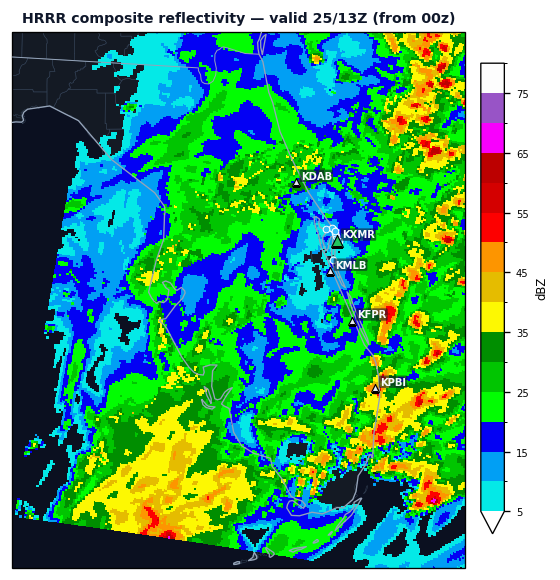 HRRR composite reflectivity — valid 25/13Z (from 00z)
KDAB
KXMR
KMLB
KFPR
KPBI
75
65
55
45
35
25
15
5
dBZ